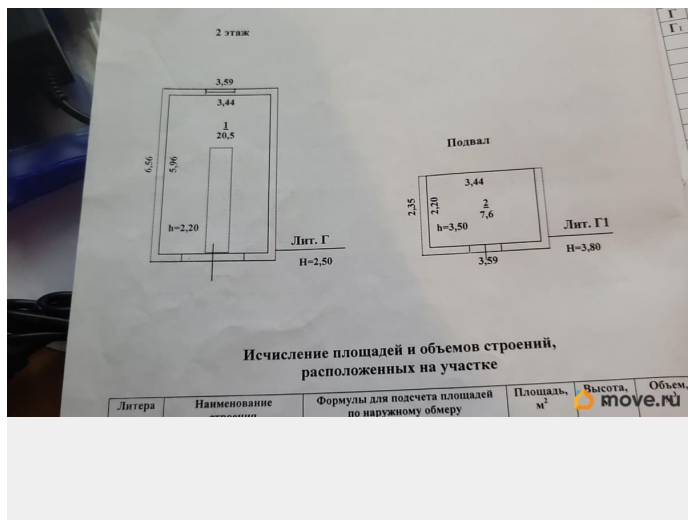 Г
Г1
2 этаж
3,59
3,44
1
20,5
6,56
5,96
h=2,20
Лит. Г
H=2,50
Подвал
3,44
2,35
2,20
2
7,6
h=3,50
Лит. Г1
H=3,80
3,59
Исчисление площадей и объемов строений,
расположенных на участке
Литера
Наименование
строения
Формулы для подсчета площадей
по наружному обмеру
Площадь,
м²
Высота,
Объем,
move.ru